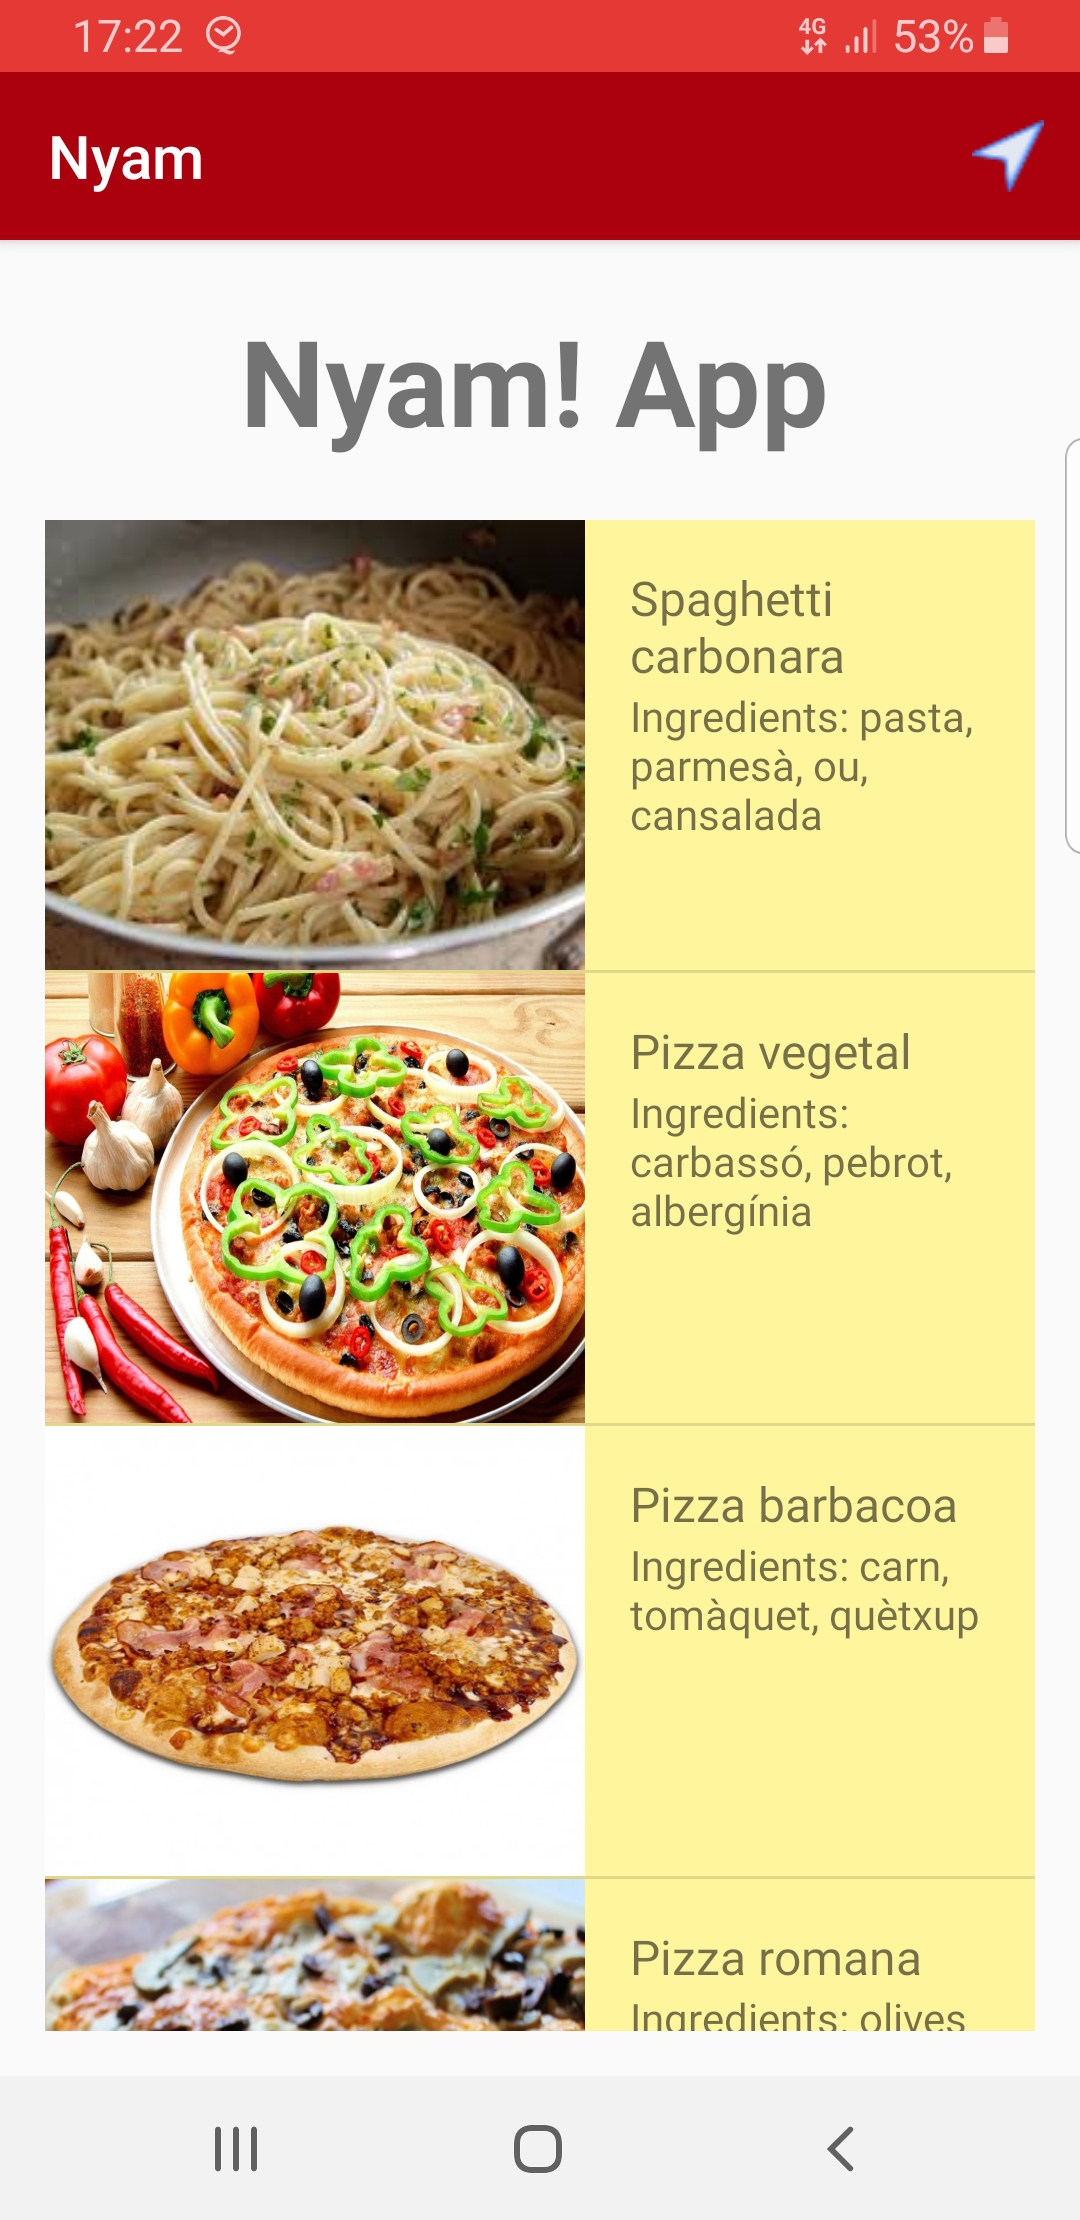 17:22 4G 53%
Nyam
Nyam! App
Spaghetti
carbonara
Ingredients: pasta,
parmesà, ou,
cansalada
Pizza vegetal
Ingredients:
carbassó, pebrot,
albergínia
Pizza barbacoa
Ingredients: carn,
tomàquet, quètxup
Pizza romana
Ingredients: olives